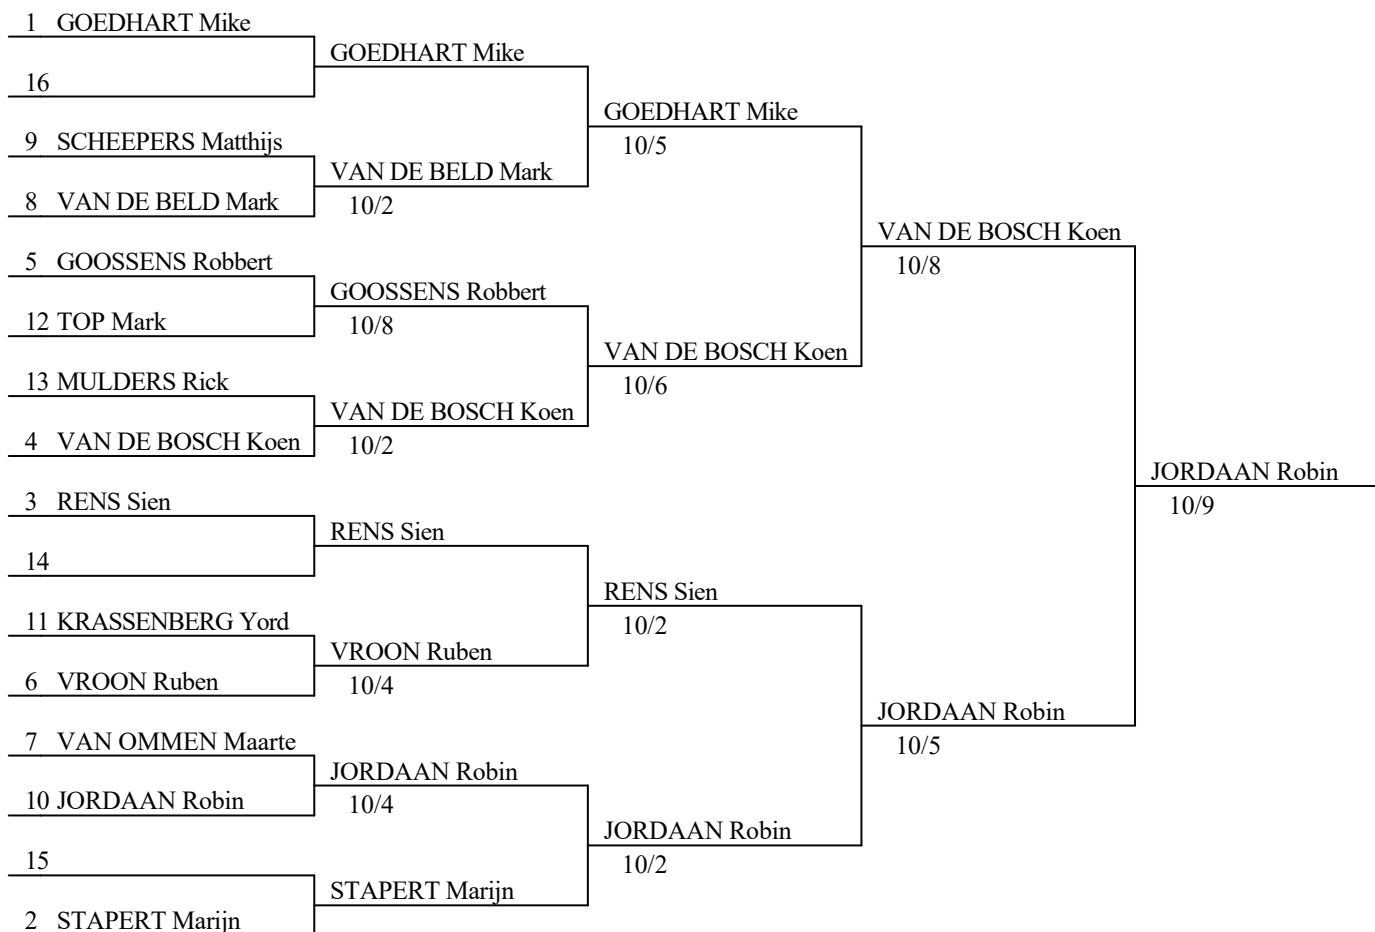 1 GOEDHART Mike
GOEDHART Mike
16
GOEDHART Mike
9 SCHEEPERS Matthijs
10/5
VAN DE BELD Mark
8 VAN DE BELD Mark
10/2
VAN DE BOSCH Koen
5 GOOSSENS Robbert
10/8
GOOSSENS Robbert
12 TOP Mark
10/8
VAN DE BOSCH Koen
13 MULDERS Rick
10/6
VAN DE BOSCH Koen
4 VAN DE BOSCH Koen
10/2
JORDAAN Robin
3 RENS Sien
10/9
RENS Sien
14
RENS Sien
11 KRASSENBERG Yord
10/2
VROON Ruben
6 VROON Ruben
10/4
JORDAAN Robin
7 VAN OMMEN Maarte
10/5
JORDAAN Robin
10 JORDAAN Robin
10/4
JORDAAN Robin
15
10/2
STAPERT Marijn
2 STAPERT Marijn